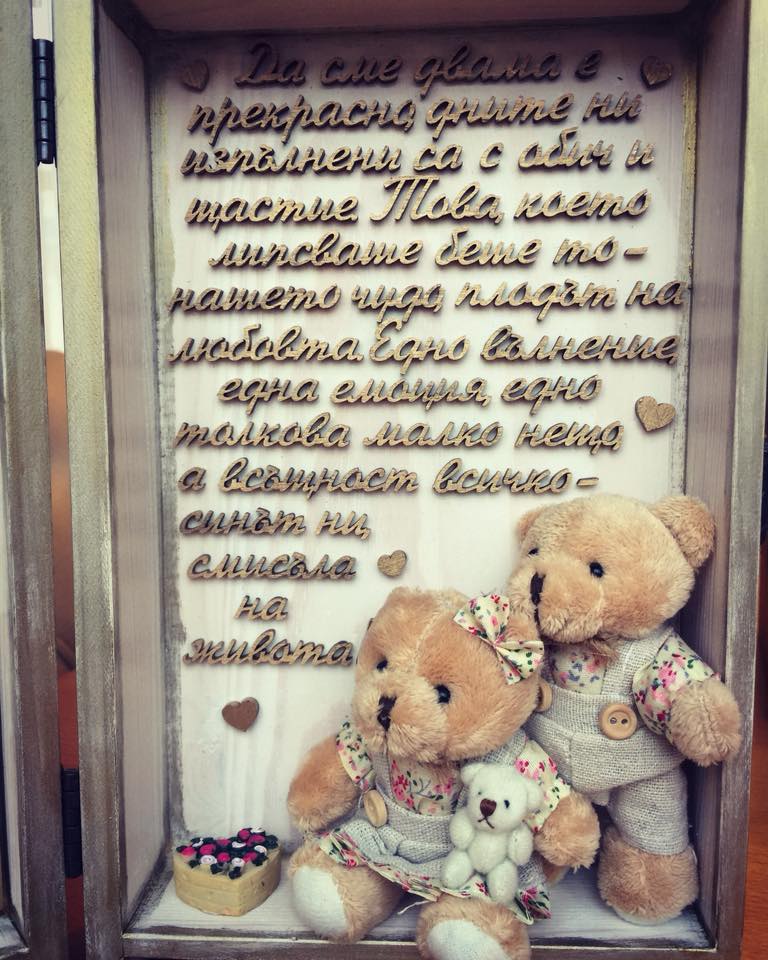 Да сме двама е
прекрасно, дните ни
изпълнени са с обич и
щастие. Това, което
липсваше беше то -
нашето чудо, плодът на
любовта. Едно вълнение,
една емоция, едно
толкова малко нещо,
а всъщност всичко -
синът ни,
смисъла
на
живота